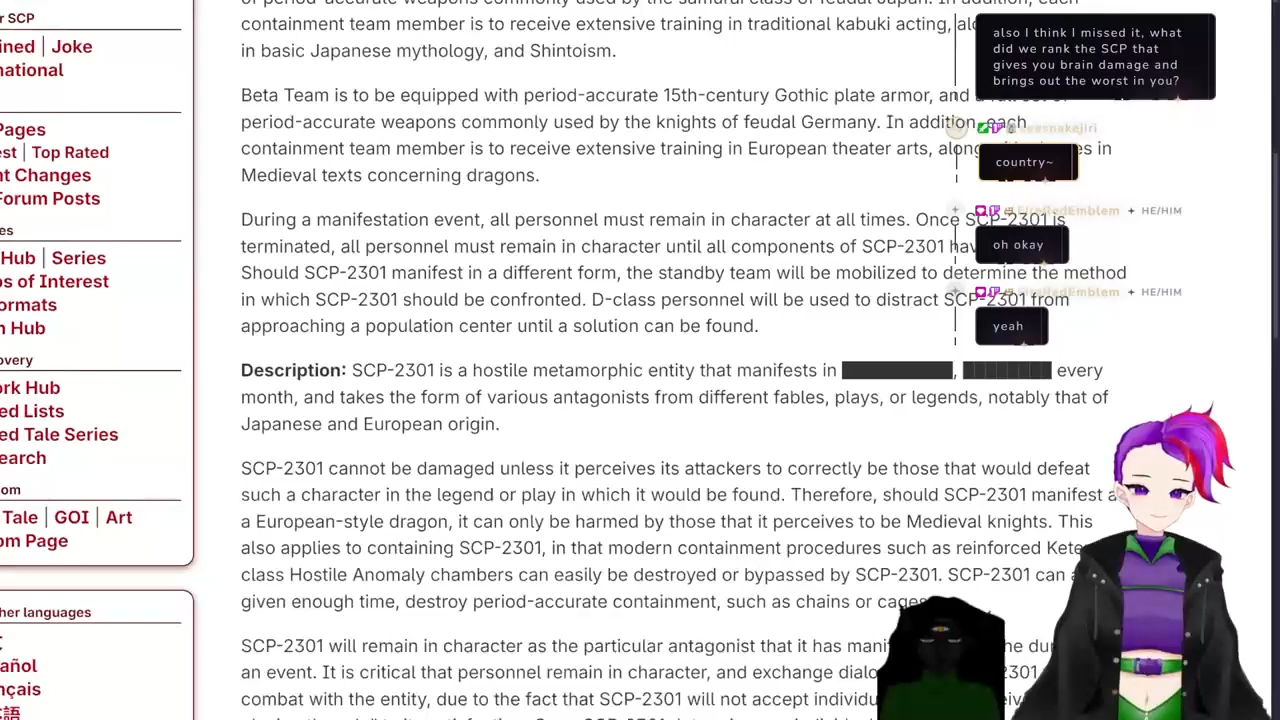 r SCP
ined | Joke
national
Pages
est | Top Rated
nt Changes
Forum Posts
es
Hub | Series
s of Interest
ormats
n Hub
overy
ork Hub
ed Lists
ed Tale Series
earch
om
Tale | GOI | Art
om Page
her languages
añol
nçais
of period-accurate weapons commonly used by the samurai class of feudal Japan. In addition, each
containment team member is to receive extensive training in traditional kabuki acting,
in basic Japanese mythology, and Shintoism.
Beta Team is to be equipped with period-accurate 15th-century Gothic plate armor, and
period-accurate weapons commonly used by the knights of feudal Germany. In addition, each
containment team member is to receive extensive training in European theater arts, in
Medieval texts concerning dragons.
During a manifestation event, all personnel must remain in character at all times. Once SCP-2301 is
terminated, all personnel must remain in character until all components of SCP-2301
Should SCP-2301 manifest in a different form, the standby team will be mobilized to determine the method
in which SCP-2301 should be confronted. D-class personnel will be used to distract SCP-2301 from
approaching a population center until a solution can be found.
Description: SCP-2301 is a hostile metamorphic entity that manifests in ██████████, ████████ every
month, and takes the form of various antagonists from different fables, plays, or legends, notably that of
Japanese and European origin.
SCP-2301 cannot be damaged unless it perceives its attackers to correctly be those that would defeat
such a character in the legend or play in which it would be found. Therefore, should SCP-2301 manifest a
a European-style dragon, it can only be harmed by those that it perceives to be Medieval knights. This
also applies to containing SCP-2301, in that modern containment procedures such as reinforced Kete
class Hostile Anomaly chambers can easily be destroyed or bypassed by SCP-2301. SCP-2301 can a
given enough time, destroy period-accurate containment, such as chains or cages
SCP-2301 will remain in character as the particular antagonist that it has mani
an event. It is critical that personnel remain in character, and exchange dialo
combat with the entity, due to the fact that SCP-2301 will not accept individu
also I think I missed it, what
did we rank the SCP that
gives you brain damage and
brings out the worst in you?
country~
HE/HIM
oh okay
HE/HIM
yeah